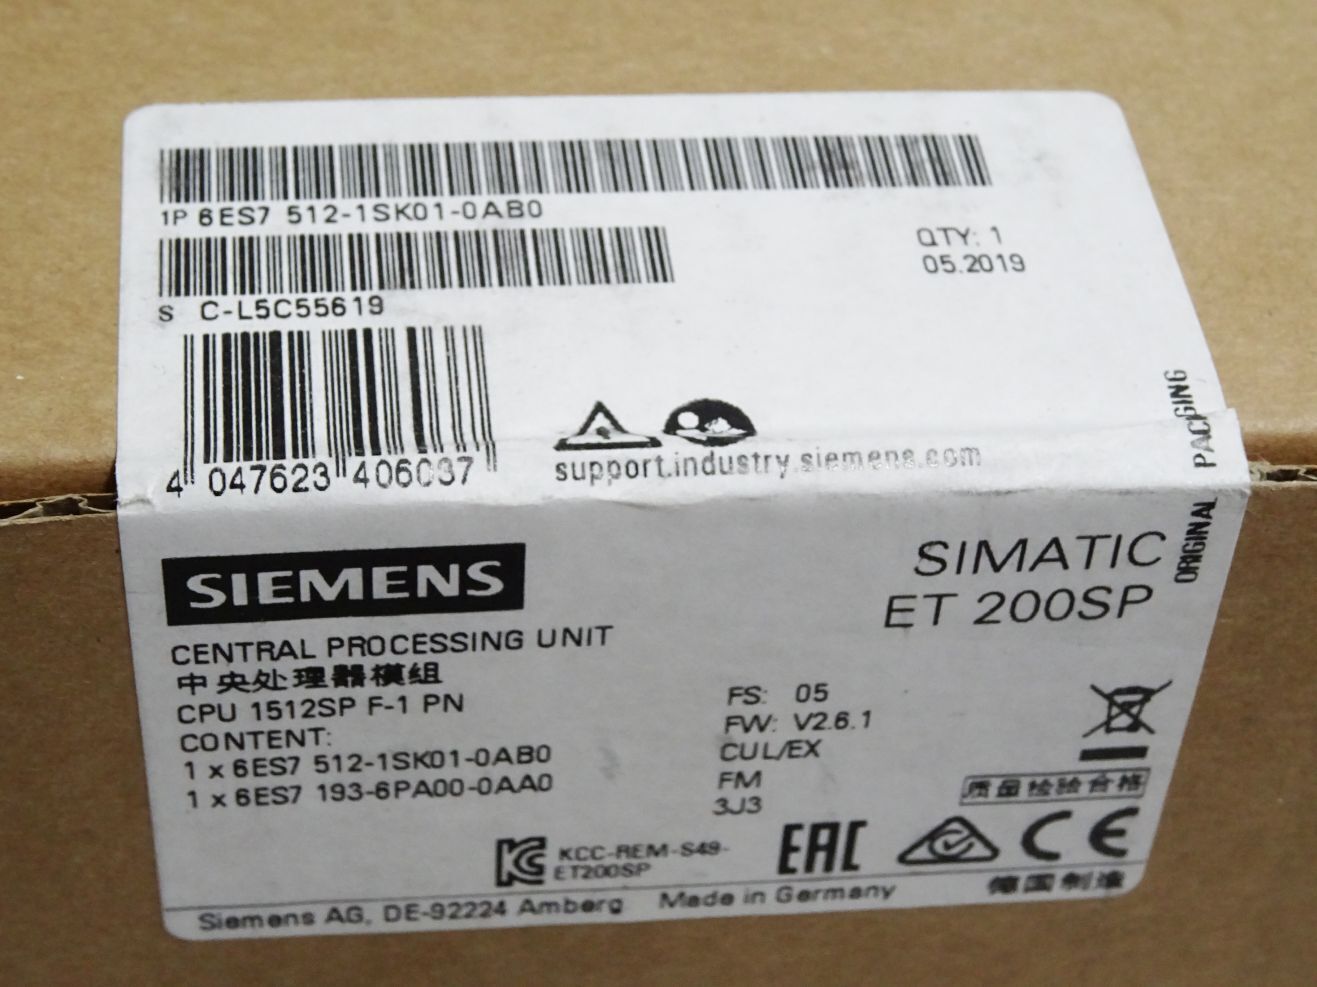 1P 6ES7 512-1SK01-0AB0
QTY: 1
05.2019
S C-L5C55619
4 047623 406037
support.industry.siemens.com
ORIGINAL PACKGING
SIEMENS
SIMATIC
ET 200SP
CENTRAL PROCESSING UNIT
中央处理器模组
CPU 1512SP F-1 PN
CONTENT:
1 x 6ES7 512-1SK01-0AB0
1 x 6ES7 193-6PA00-0AA0
FS: 05
FW: V2.6.1
CUL/EX
FM
3J3
质量检验合格
KCC-REM-S49-
ET200SP
EAC
CE
Siemens AG, DE-92224 Amberg Made in Germany 德国制造